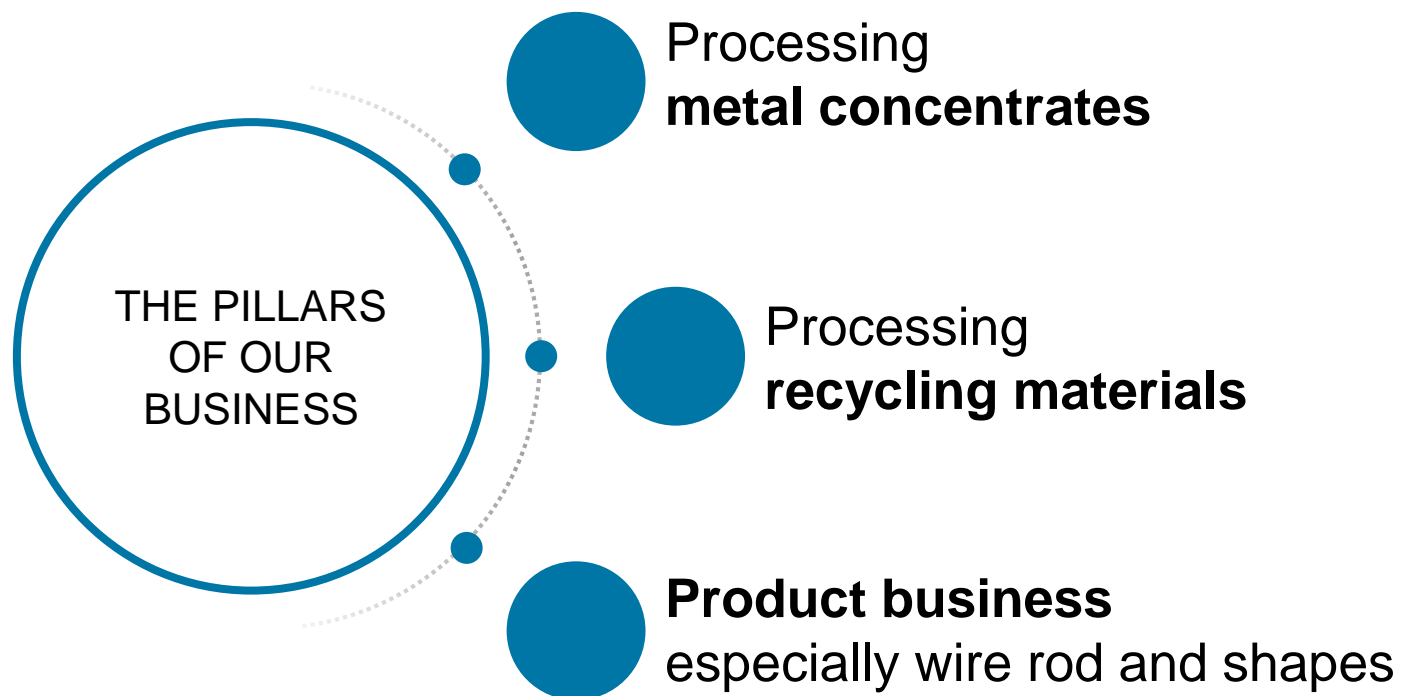 THE PILLARS
OF OUR
BUSINESS
Processing
metal concentrates
Processing
recycling materials
Product business
especially wire rod and shapes